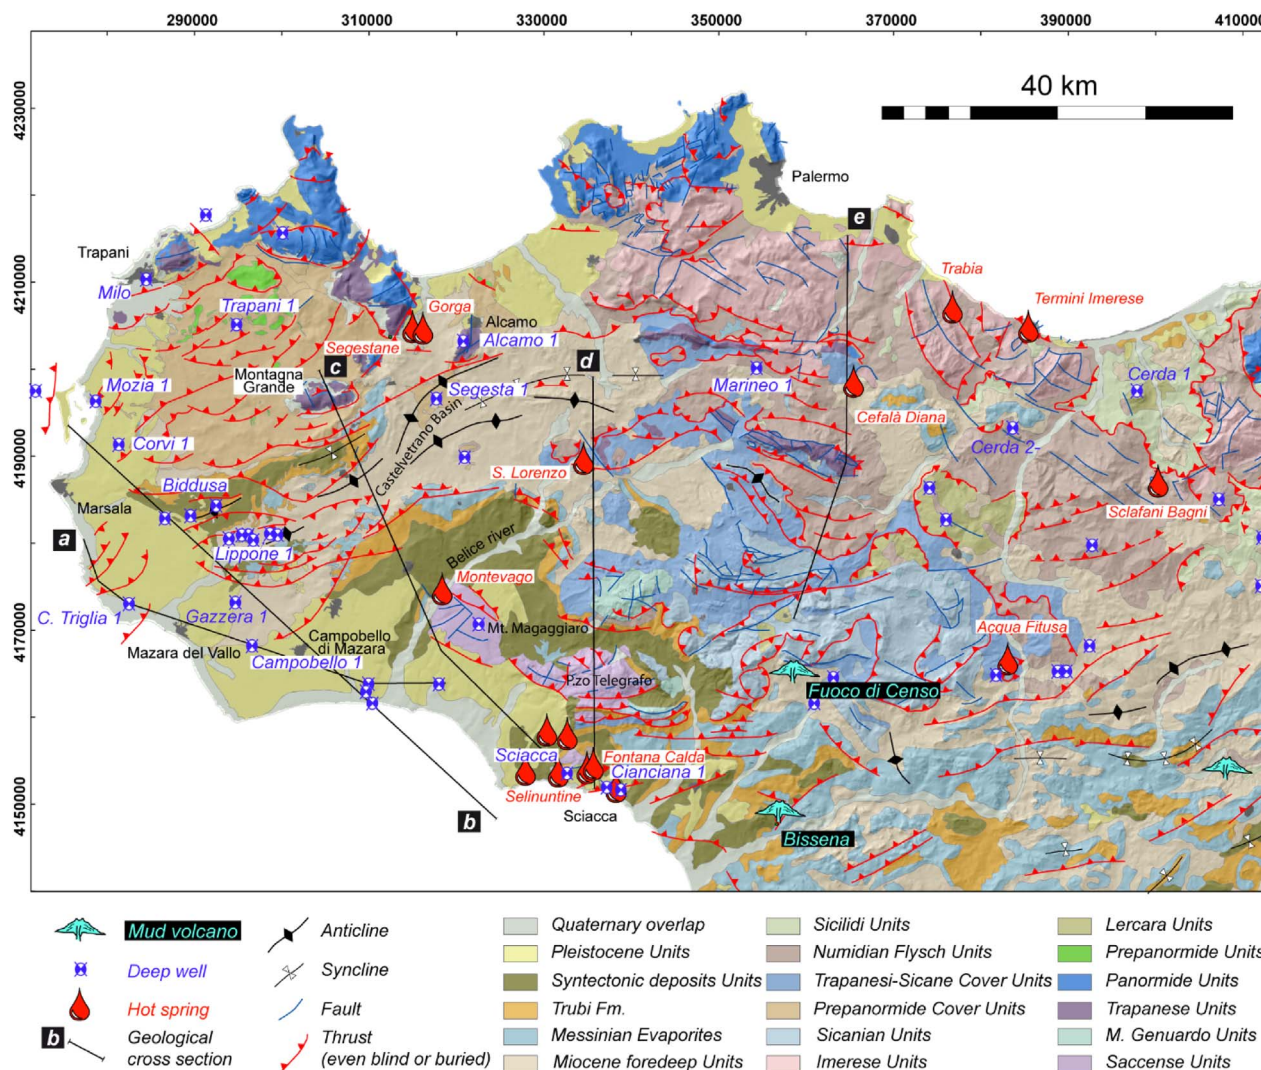 290000 310000 330000 350000 370000 390000 41000
4230000
4210000
4190000
4170000
4150000
40 km
Palermo
e
Trapani
Milo
Trapani 1
Gorga
Trabia
Termini Imerese
Segestane
Alcamo
Alcamo 1
d
Montagna
Grande
c
Mozia 1
Segesta 1
Marineo 1
Cerda 1
Cefalà Diana
Castelvetrano Basin
Corvi 1
Cerda 2-
S. Lorenzo
Biddusa
Sclafani Bagni
Marsala
a
Lippone 1
Belice river
Montevago
C. Triglia 1
Gazzera 1
Mt. Magaggiaro
Acqua Fitusa
Mazara del Vallo
Campobello
di Mazara
Campobello 1
P.zo Telegrafo
Fuoco di Censo
Sciacca
Fontana Calda
Cianciana 1
Selinuntine
Sciacca
b
Bissena
Mud volcano
Deep well
Hot spring
b
Geological
cross section
Anticline
Syncline
Fault
Thrust
(even blind or buried)
Quaternary overlap
Pleistocene Units
Syntectonic deposits Units
Trubi Fm.
Messinian Evaporites
Miocene foredeep Units
Sicilidi Units
Numidian Flysch Units
Trapanesi-Sicane Cover Units
Prepanormide Cover Units
Sicanian Units
Imerese Units
Lercara Units
Prepanormide Units
Panormide Units
Trapanese Units
M. Genuardo Units
Saccense Units